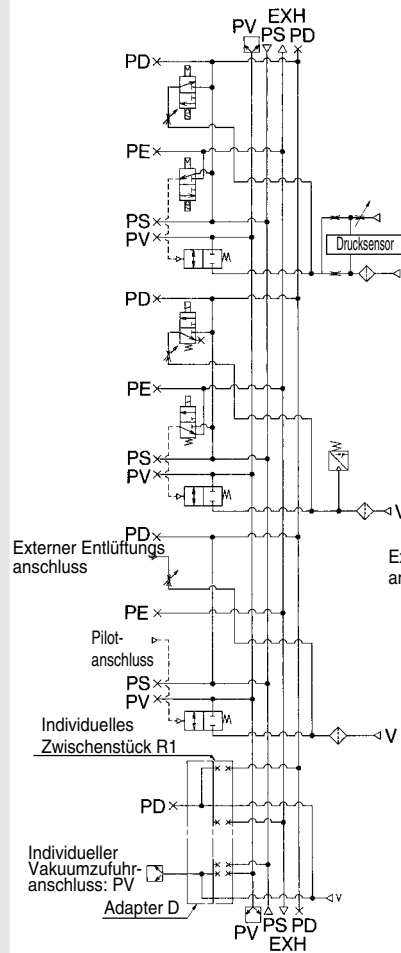 EXH
PV PS PD
PD
PE
PS
PV
Drucksensor
PD
PE
PS
PV
V
Externer Entlüftungs
anschluss
PD
PE
Pilot-
anschluss
PS
PV
V
Individuelles
Zwischenstück R1
PD
Individueller
Vakuumzufuhr-
anschluss: PV
V
Adapter D
PV PS PD
EXH